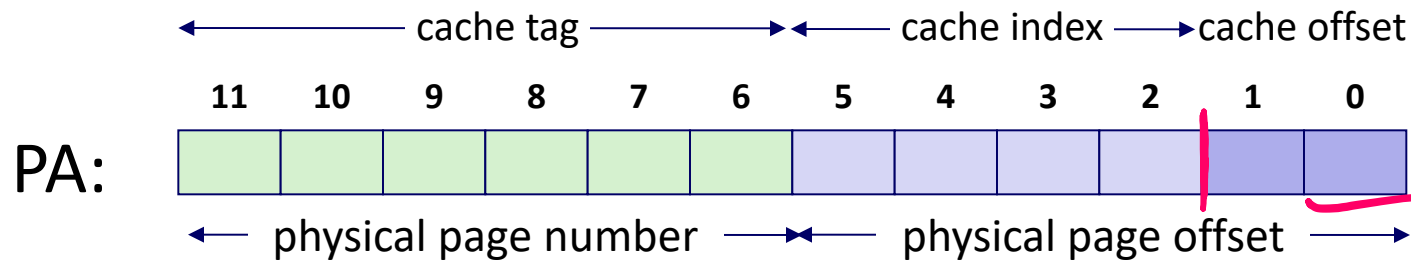 cache tag cache index cache offset
11 10 9 8 7 6 5 4 3 2 1 0
PA:
physical page number physical page offset